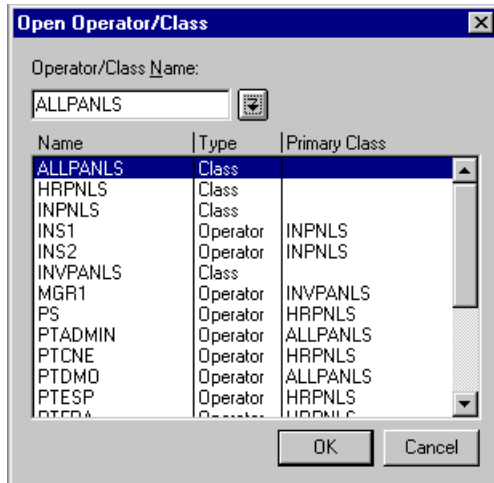 Open Operator/Class
Operator/Class Name:
ALLPANLS
Name Type Primary Class
ALLPANLS Class
HRPNLS Class
INPNLS Class
INS1 Operator INPNLS
INS2 Operator INPNLS
INVPANLS Class
MGR1 Operator INVPANLS
PS Operator HRPNLS
PTADMIN Operator ALLPANLS
PTCNE Operator HRPNLS
PTDMO Operator ALLPANLS
PTESP Operator HRPNLS
OK Cancel